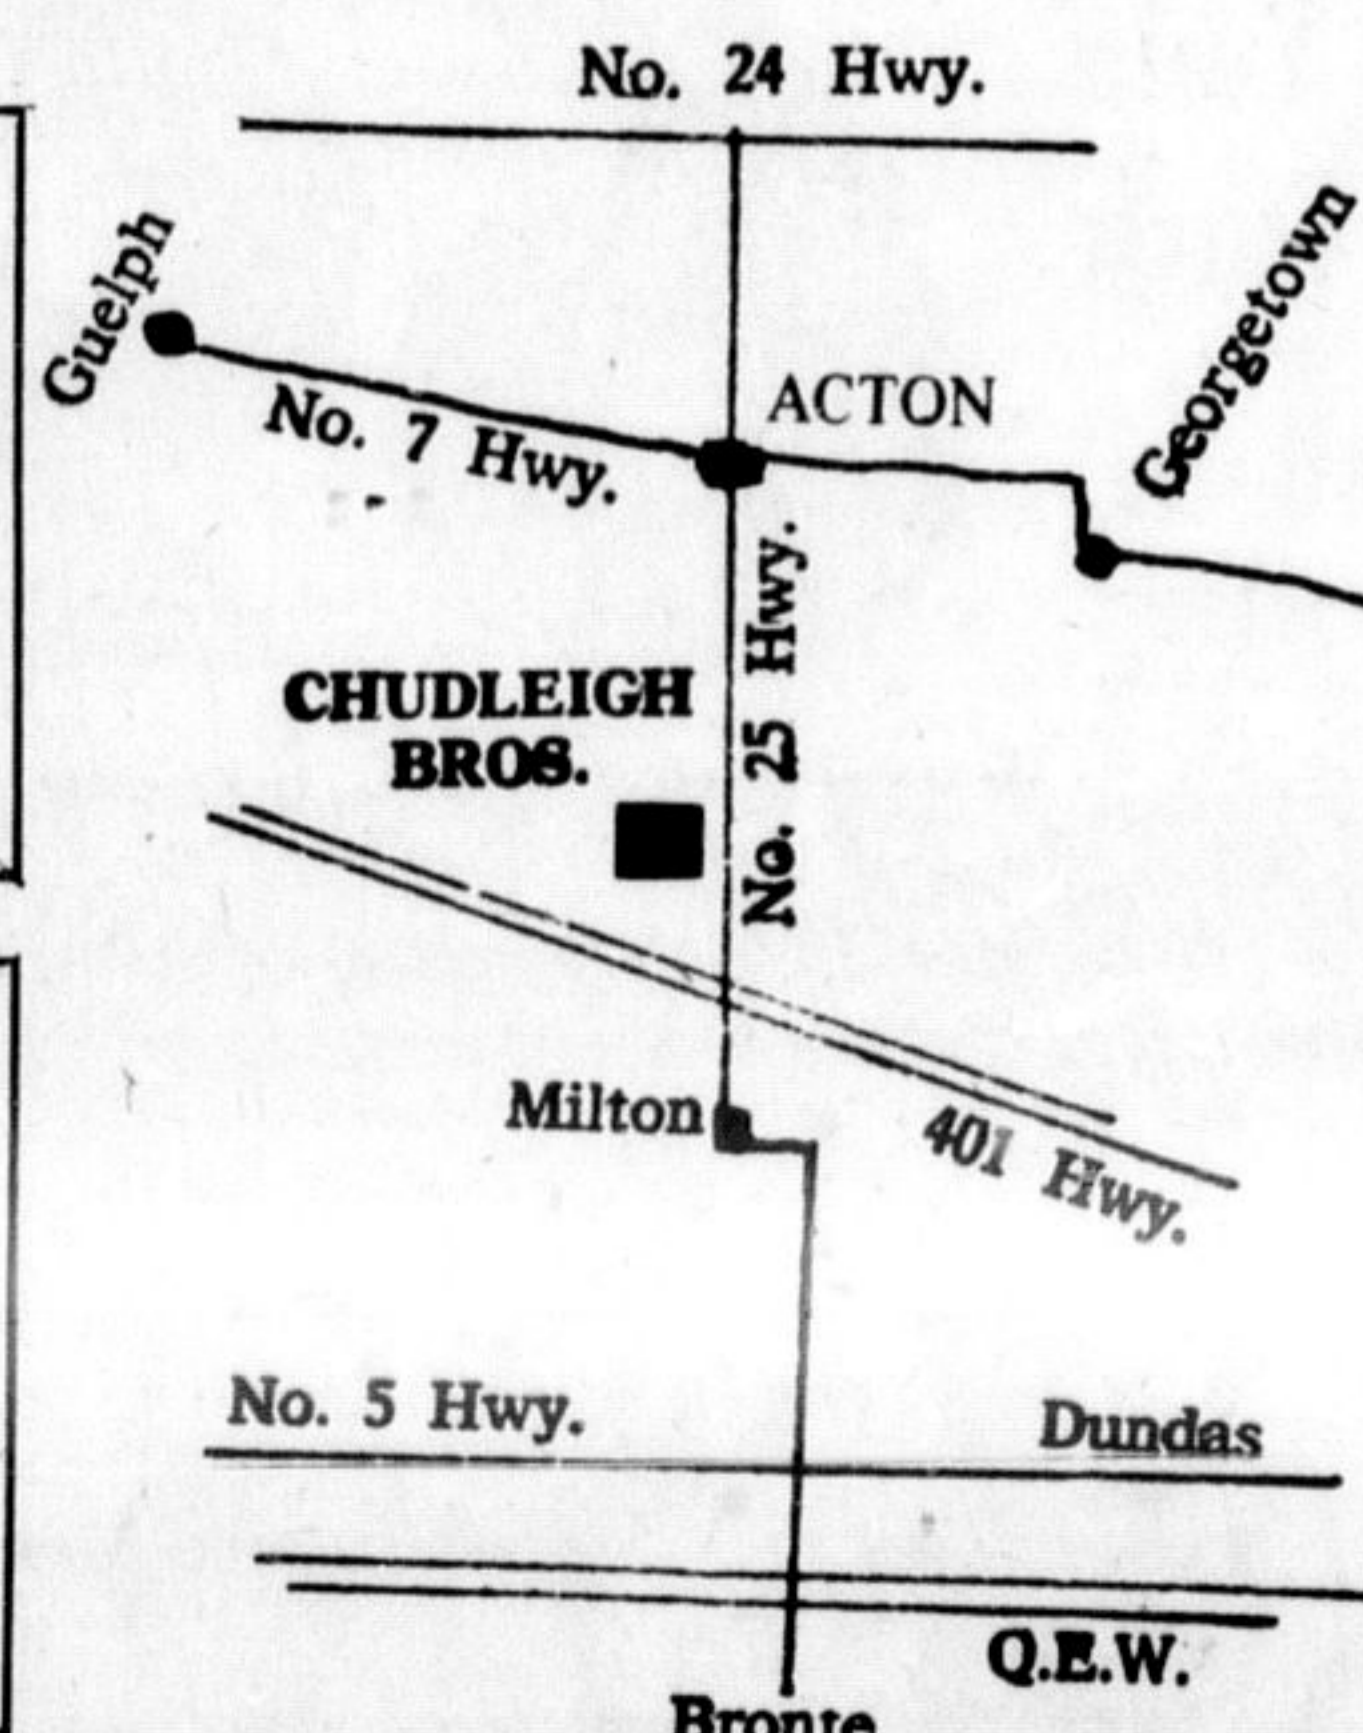 No. 24 Hwy.
Guelph
Georgetown
ACTON
No. 7 Hwy.
No. 25 Hwy.
CHUDLEIGH
BROS.
Milton
401 Hwy.
No. 5 Hwy.
Dundas
Q.E.W.
Bronte